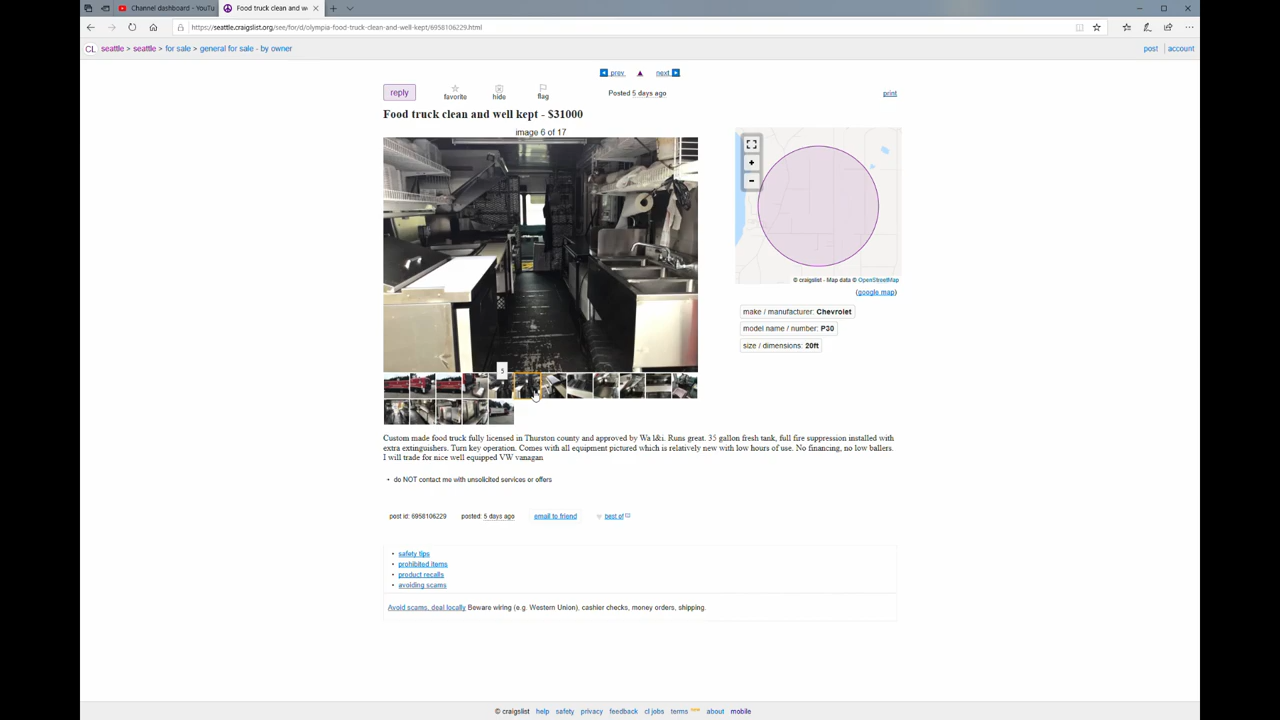 Channel dashboard - YouTu
Food truck clean and we
https://seattle.craigslist.org/see/for/d/olympia-food-truck-clean-and-well-kept/6958106229.html
CL seattle > seattle > for sale > general for sale - by owner
post account
prev next
reply favorite hide flag Posted 5 days ago print
Food truck clean and well kept - $31000
image 6 of 17
+
-
© craigslist - Map data © OpenStreetMap
(google map)
make / manufacturer: Chevrolet
model name / number: P30
size / dimensions: 20ft
5
Custom made food truck fully licensed in Thurston county and approved by Wa l&i. Runs great. 35 gallon fresh tank, full fire suppression installed with
extra extinguishers. Turn key operation. Comes with all equipment pictured which is relatively new with low hours of use. No financing, no low ballers.
I will trade for nice well equipped VW vanagan
• do NOT contact me with unsolicited services or offers
post id: 6958106229 posted: 5 days ago email to friend best of
• safety tips
• prohibited items
• product recalls
• avoiding scams
Avoid scams, deal locally Beware wiring (e.g. Western Union), cashier checks, money orders, shipping.
© craigslist help safety privacy feedback cl jobs terms new about mobile